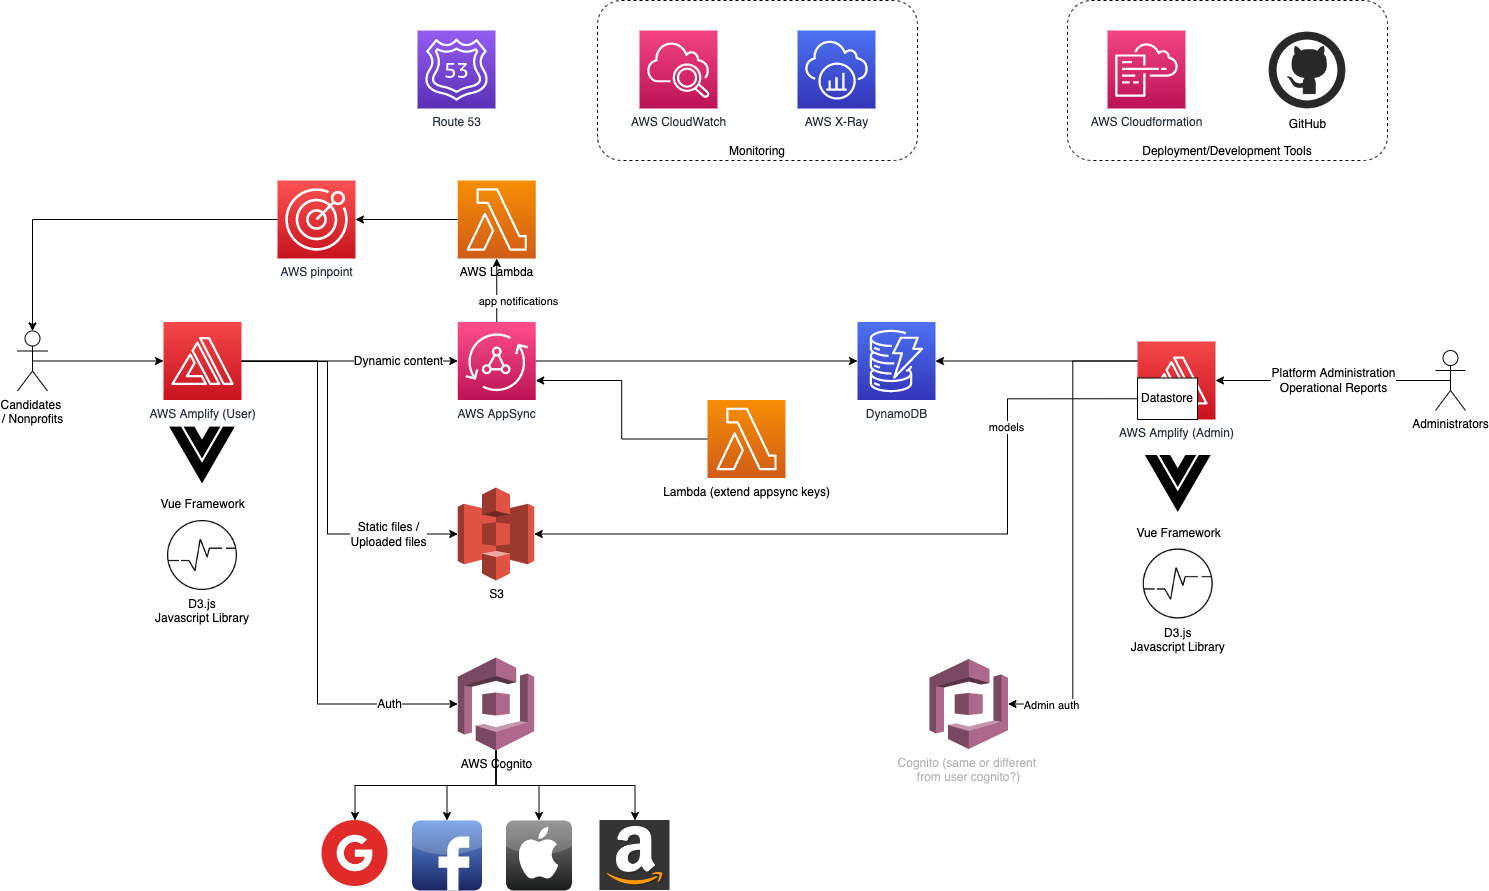 53
Route 53
AWS CloudWatch
AWS X-Ray
Monitoring
AWS Cloudformation
GitHub
Deployment/Development Tools
AWS pinpoint
AWS Lambda
app notifications
Candidates
/ Nonprofits
AWS Amplify (User)
Dynamic content
AWS AppSync
DynamoDB
Datastore
AWS Amplify (Admin)
Platform Administration
Operational Reports
Administrators
models
Lambda (extend appsync keys)
Vue Framework
D3.js
Javascript Library
Static files /
Uploaded files
S3
Vue Framework
D3.js
Javascript Library
Auth
AWS Cognito
Admin auth
Cognito (same or different
from user cognito?)
G
f
a